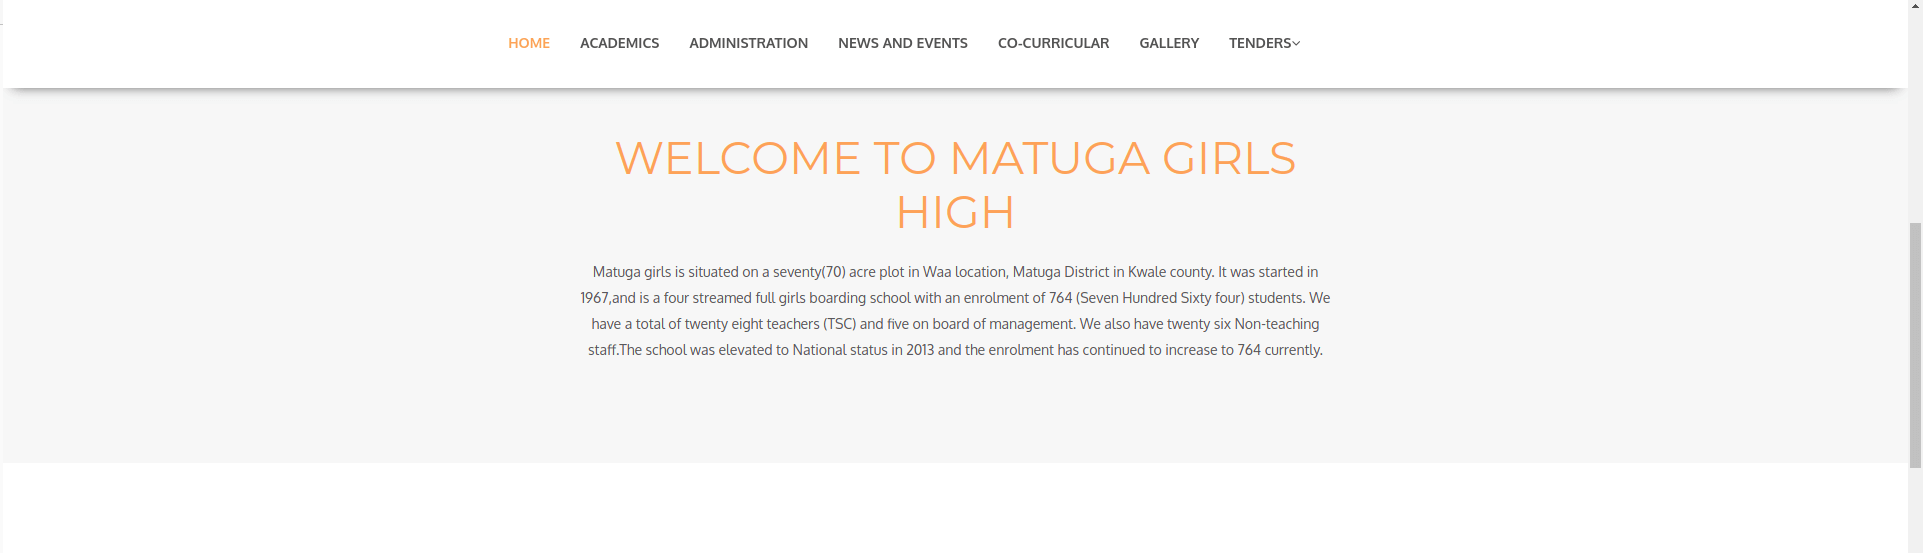 HOME ACADEMICS ADMINISTRATION NEWS AND EVENTS CO-CURRICULAR GALLERY TENDERS
WELCOME TO MATUGA GIRLS
HIGH
Matuga girls is situated on a seventy(70) acre plot in Waa location, Matuga District in Kwale county. It was started in
1967,and is a four streamed full girls boarding school with an enrolment of 764 (Seven Hundred Sixty four) students. We
have a total of twenty eight teachers (TSC) and five on board of management. We also have twenty six Non-teaching
staff.The school was elevated to National status in 2013 and the enrolment has continued to increase to 764 currently.